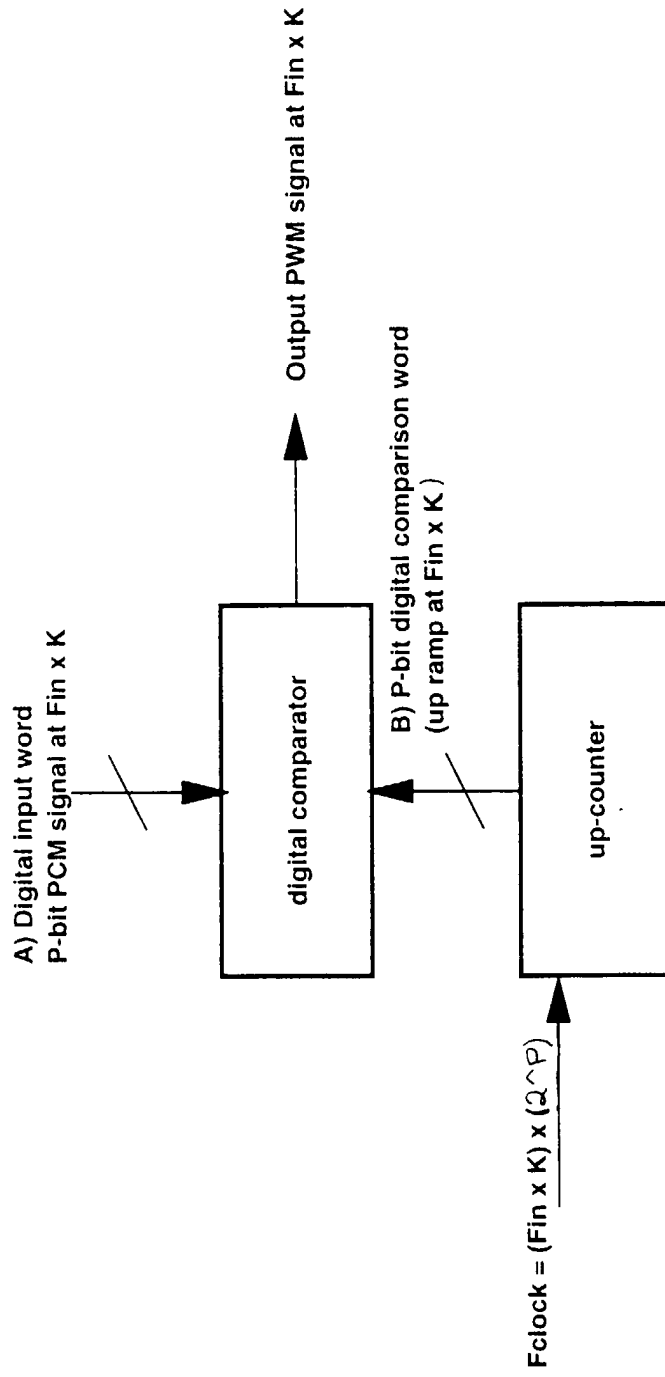 A) Digital input word
P-bit PCM signal at Fin x K
digital comparator
Output PWM signal at Fin x K
B) P-bit digital comparison word
(up ramp at Fin x K )
up-counter
Fclock = (Fin x K) x (2^P)